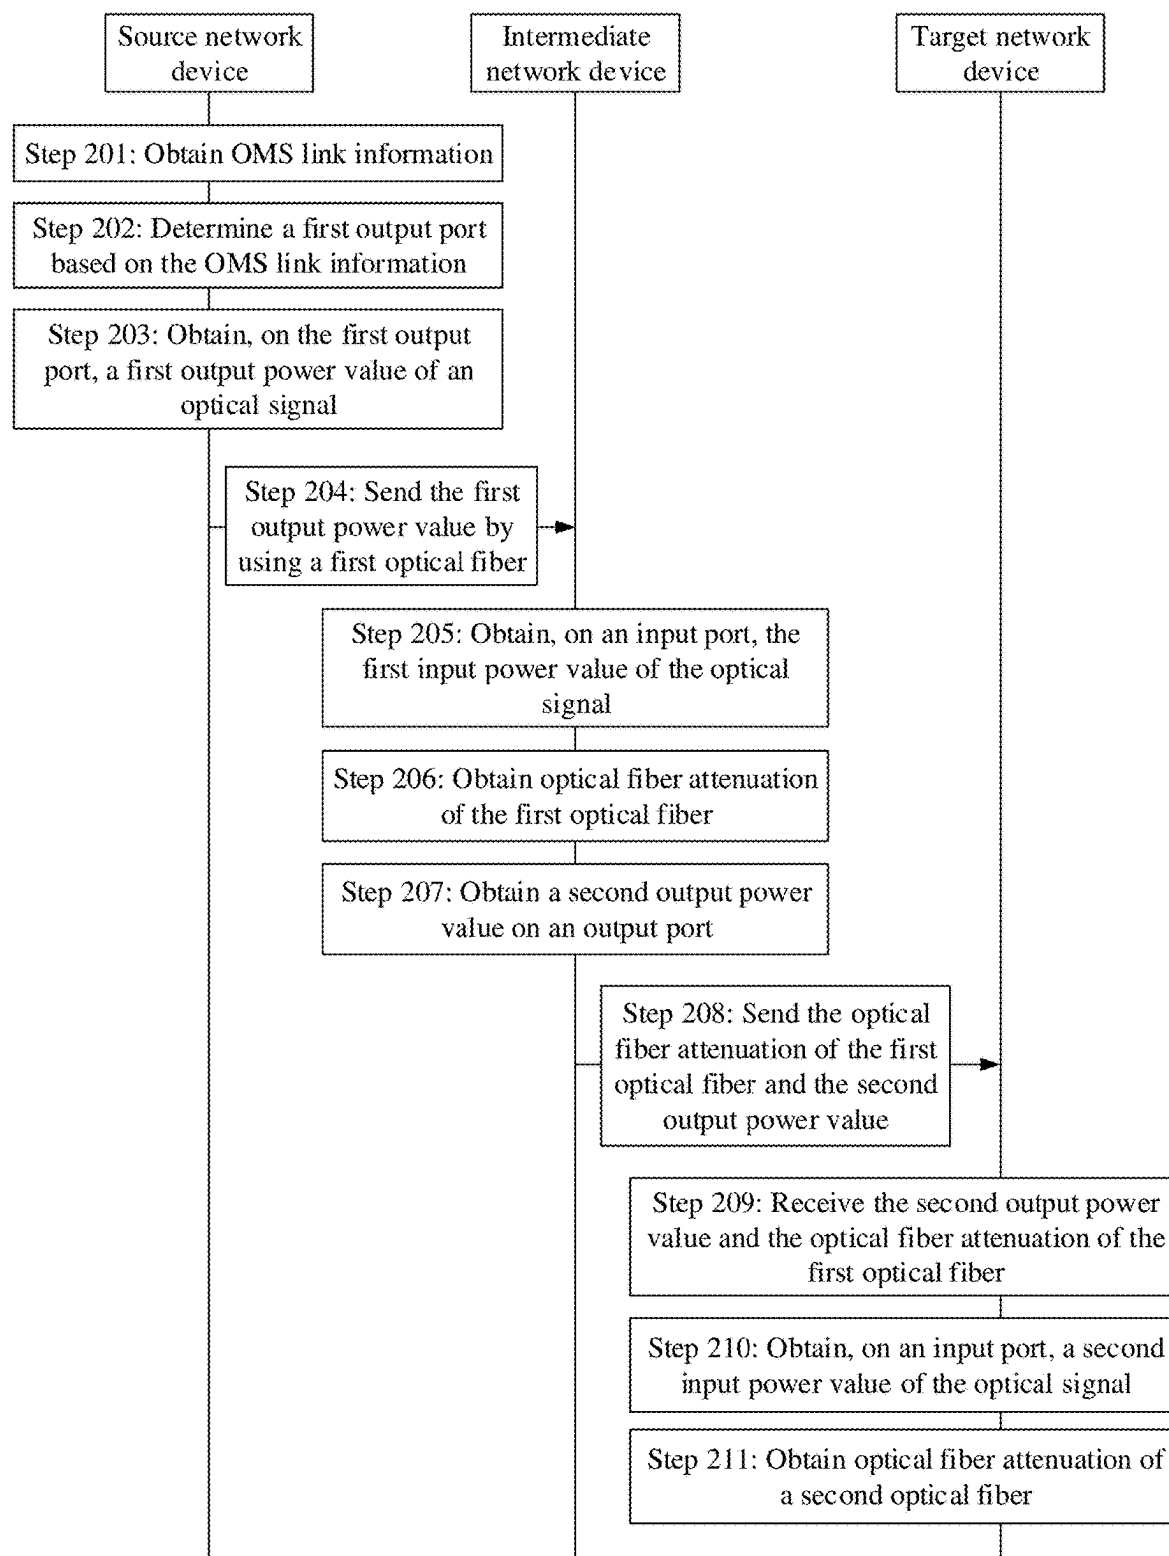 Source network
device
Intermediate
network device
Target network
device
Step 201: Obtain OMS link information
Step 202: Determine a first output port
based on the OMS link information
Step 203: Obtain, on the first output
port, a first output power value of an
optical signal
Step 204: Send the first
output power value by
using a first optical fiber
Step 205: Obtain, on an input port, the
first input power value of the optical
signal
Step 206: Obtain optical fiber attenuation
of the first optical fiber
Step 207: Obtain a second output power
value on an output port
Step 208: Send the optical
fiber attenuation of the first
optical fiber and the second
output power value
Step 209: Receive the second output power
value and the optical fiber attenuation of the
first optical fiber
Step 210: Obtain, on an input port, a second
input power value of the optical signal
Step 211: Obtain optical fiber attenuation of
a second optical fiber